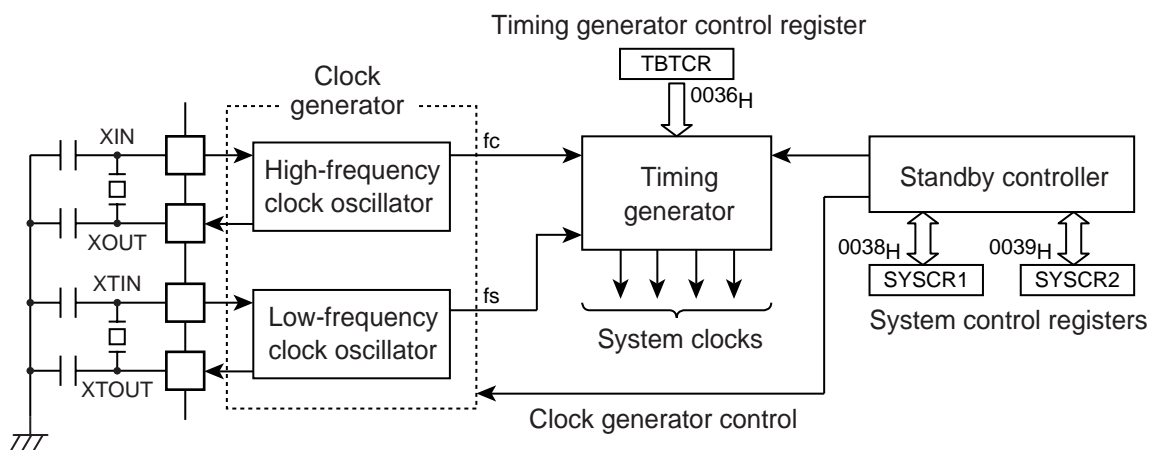 Timing generator control register
TBTCR
0036H
Clock
generator
XIN
fc
High-frequency
clock oscillator
Timing
generator
Standby controller
XOUT
0038H
0039H
XTIN
fs
SYSCR1
SYSCR2
Low-frequency
clock oscillator
System clocks
System control registers
XTOUT
Clock generator control